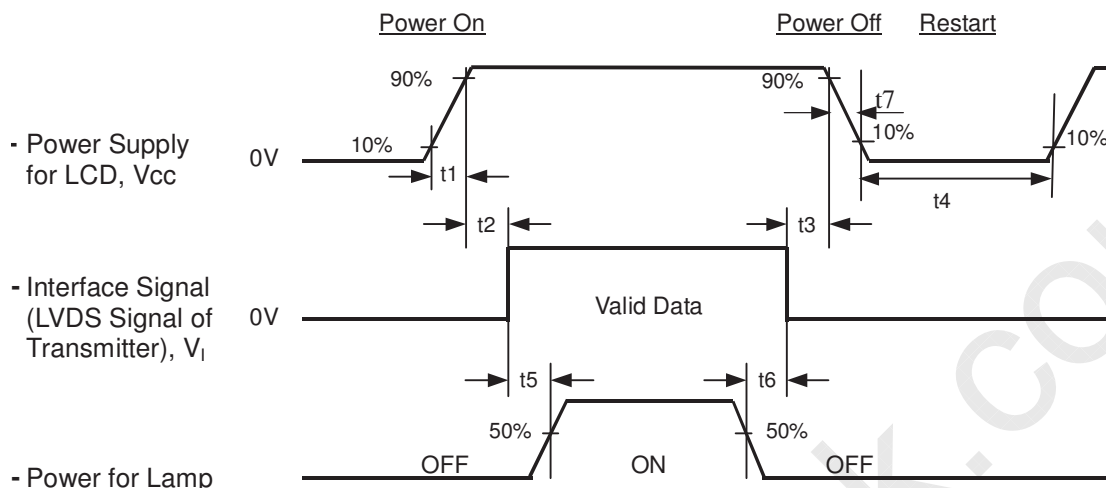 Power On
Power Off
Restart
90%
90%
t7
- Power Supply
for LCD, Vcc
0V
10%
10%
10%
t1
t4
t2
t3
- Interface Signal
(LVDS Signal of
Transmitter), VI
0V
Valid Data
t5
t6
50%
50%
- Power for Lamp
OFF
ON
OFF